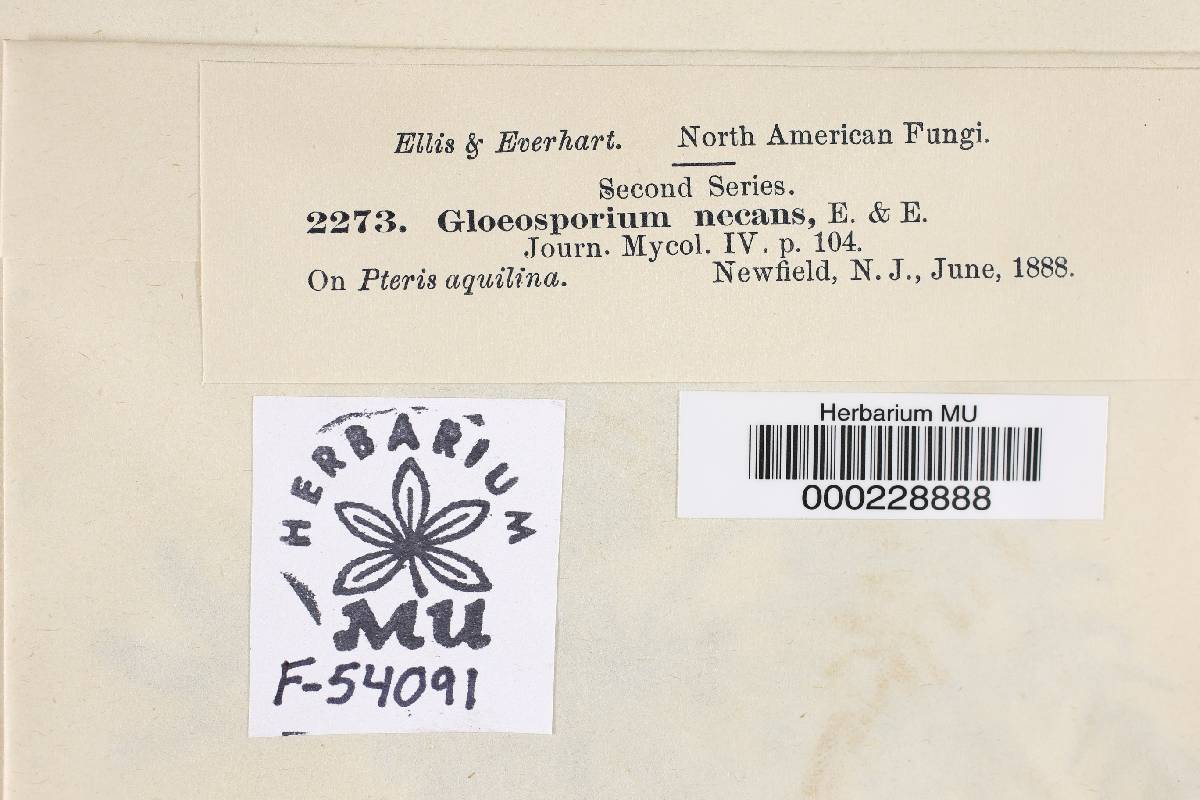 Ellis & Everhart. North American Fungi.
Second Series.
2273. Gloeosporium necans, E. & E.
Journ. Mycol. IV. p. 104.
On Pteris aquilina. Newfield, N. J., June, 1888.
HERBARIUM
MU
F-54091
Herbarium MU
000228888